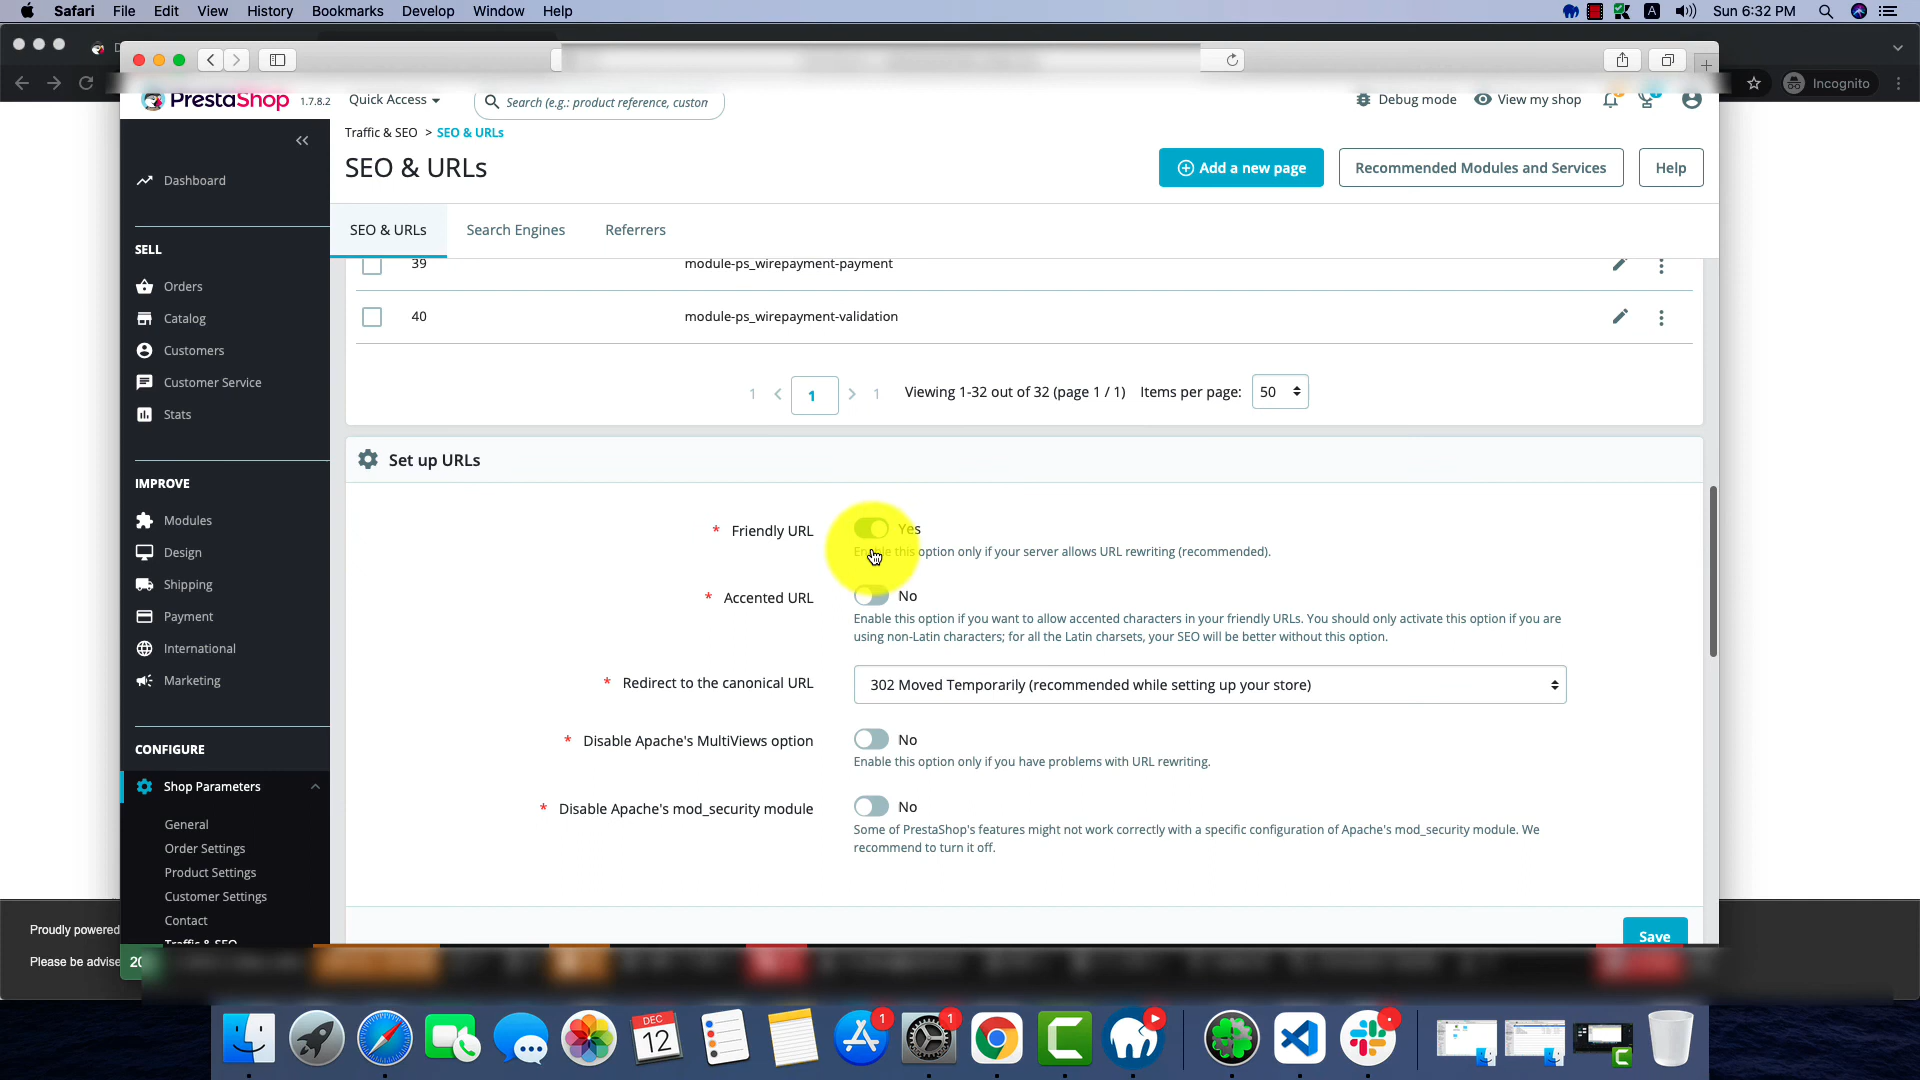 Safari File Edit View History Bookmarks Develop Window Help
A Sun 6:32 PM
D
Incognito
PrestaShop 1.7.8.2 Quick Access Search (e.g.: product reference, custon Debug mode View my shop
Traffic & SEO > SEO & URLs
SEO & URLs
Add a new page Recommended Modules and Services Help
SEO & URLs Search Engines Referrers
Dashboard
SELL
Orders
Catalog
Customers
Customer Service
Stats
IMPROVE
Modules
Design
Shipping
Payment
International
Marketing
CONFIGURE
Shop Parameters
General
Order Settings
Product Settings
Customer Settings
Contact
Traffic & SEO
39 module-ps_wirepayment-payment
40 module-ps_wirepayment-validation
1 1 1 Viewing 1-32 out of 32 (page 1 / 1) Items per page: 50
Set up URLs
* Friendly URL Yes
Enable this option only if your server allows URL rewriting (recommended).
* Accented URL No
Enable this option if you want to allow accented characters in your friendly URLs. You should only activate this option if you are
using non-Latin characters; for all the Latin charsets, your SEO will be better without this option.
* Redirect to the canonical URL 302 Moved Temporarily (recommended while setting up your store)
* Disable Apache's MultiViews option No
Enable this option only if you have problems with URL rewriting.
* Disable Apache's mod_security module No
Some of PrestaShop's features might not work correctly with a specific configuration of Apache's mod_security module. We
recommend to turn it off.
Save
Proudly powered
Please be advise
20
DEC
12
1
1